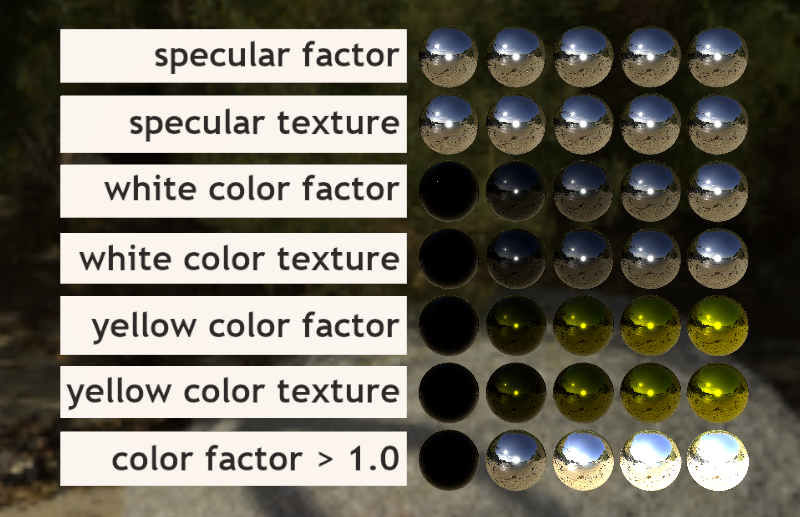 specular factor
specular texture
white color factor
white color texture
yellow color factor
yellow color texture
color factor > 1.0